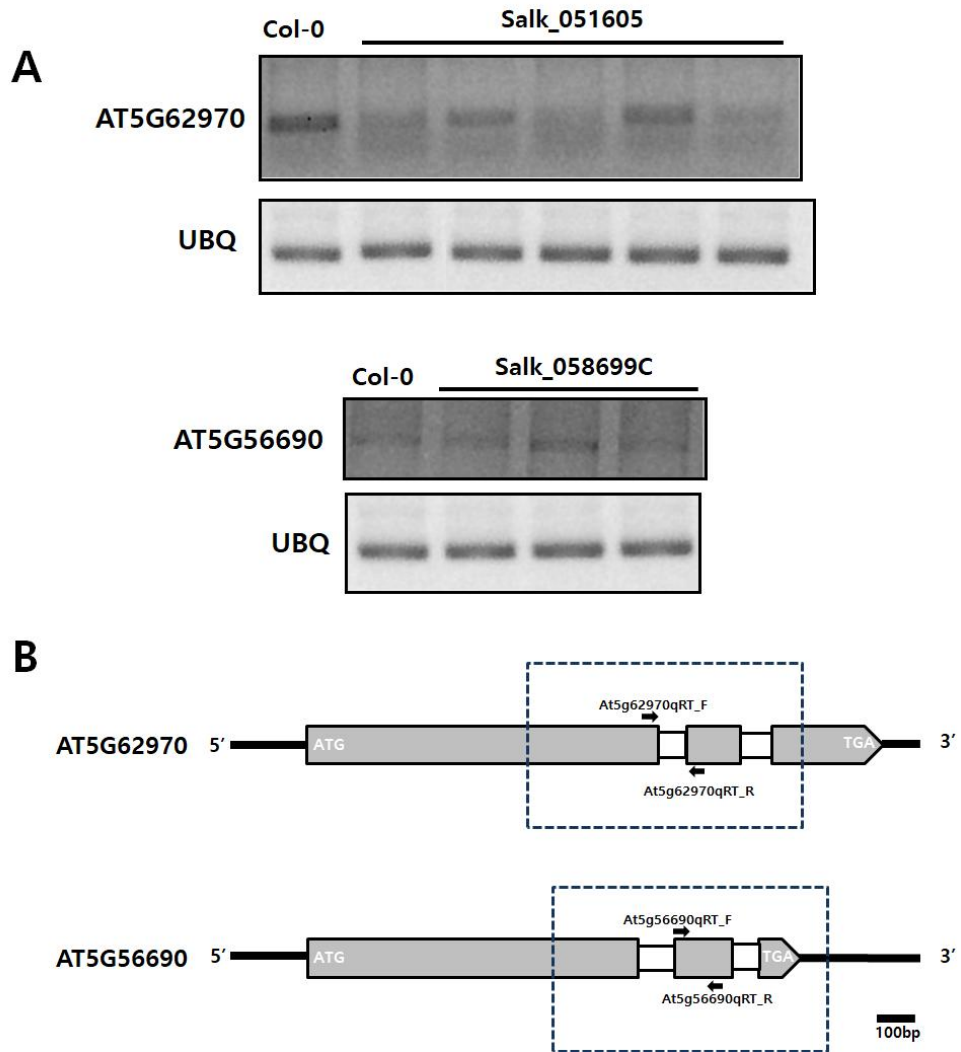 A
Col-0
Salk_051605
AT5G62970
UBQ
Col-0
Salk_058699C
AT5G56690
UBQ
B
At5g62970qRT_F
AT5G62970 5′ ATG TGA 3′
At5g62970qRT_R
At5g56690qRT_F
AT5G56690 5′ ATG TGA 3′
At5g56690qRT_R
100bp